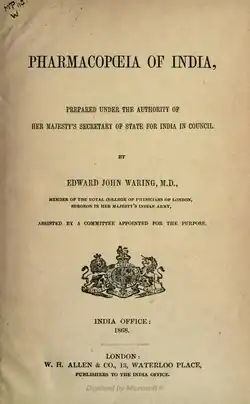 PHARMACOPŒIA OF INDIA,
PREPARED UNDER THE AUTHORITY OF
HER MAJESTY'S SECRETARY OF STATE FOR INDIA IN COUNCIL.
BY
EDWARD JOHN WARING, M.D.,
MEMBER OF THE ROYAL COLLEGE OF PHYSICIANS OF LONDON,
SURGEON IN HER MAJESTY'S INDIAN ARMY,
ASSISTED BY A COMMITTEE APPOINTED FOR THE PURPOSE.
INDIA OFFICE:
1868.
LONDON:
W. H. ALLEN & CO., 13, WATERLOO PLACE,
PUBLISHERS TO THE INDIA OFFICE.
Digitized by Microsoft ®